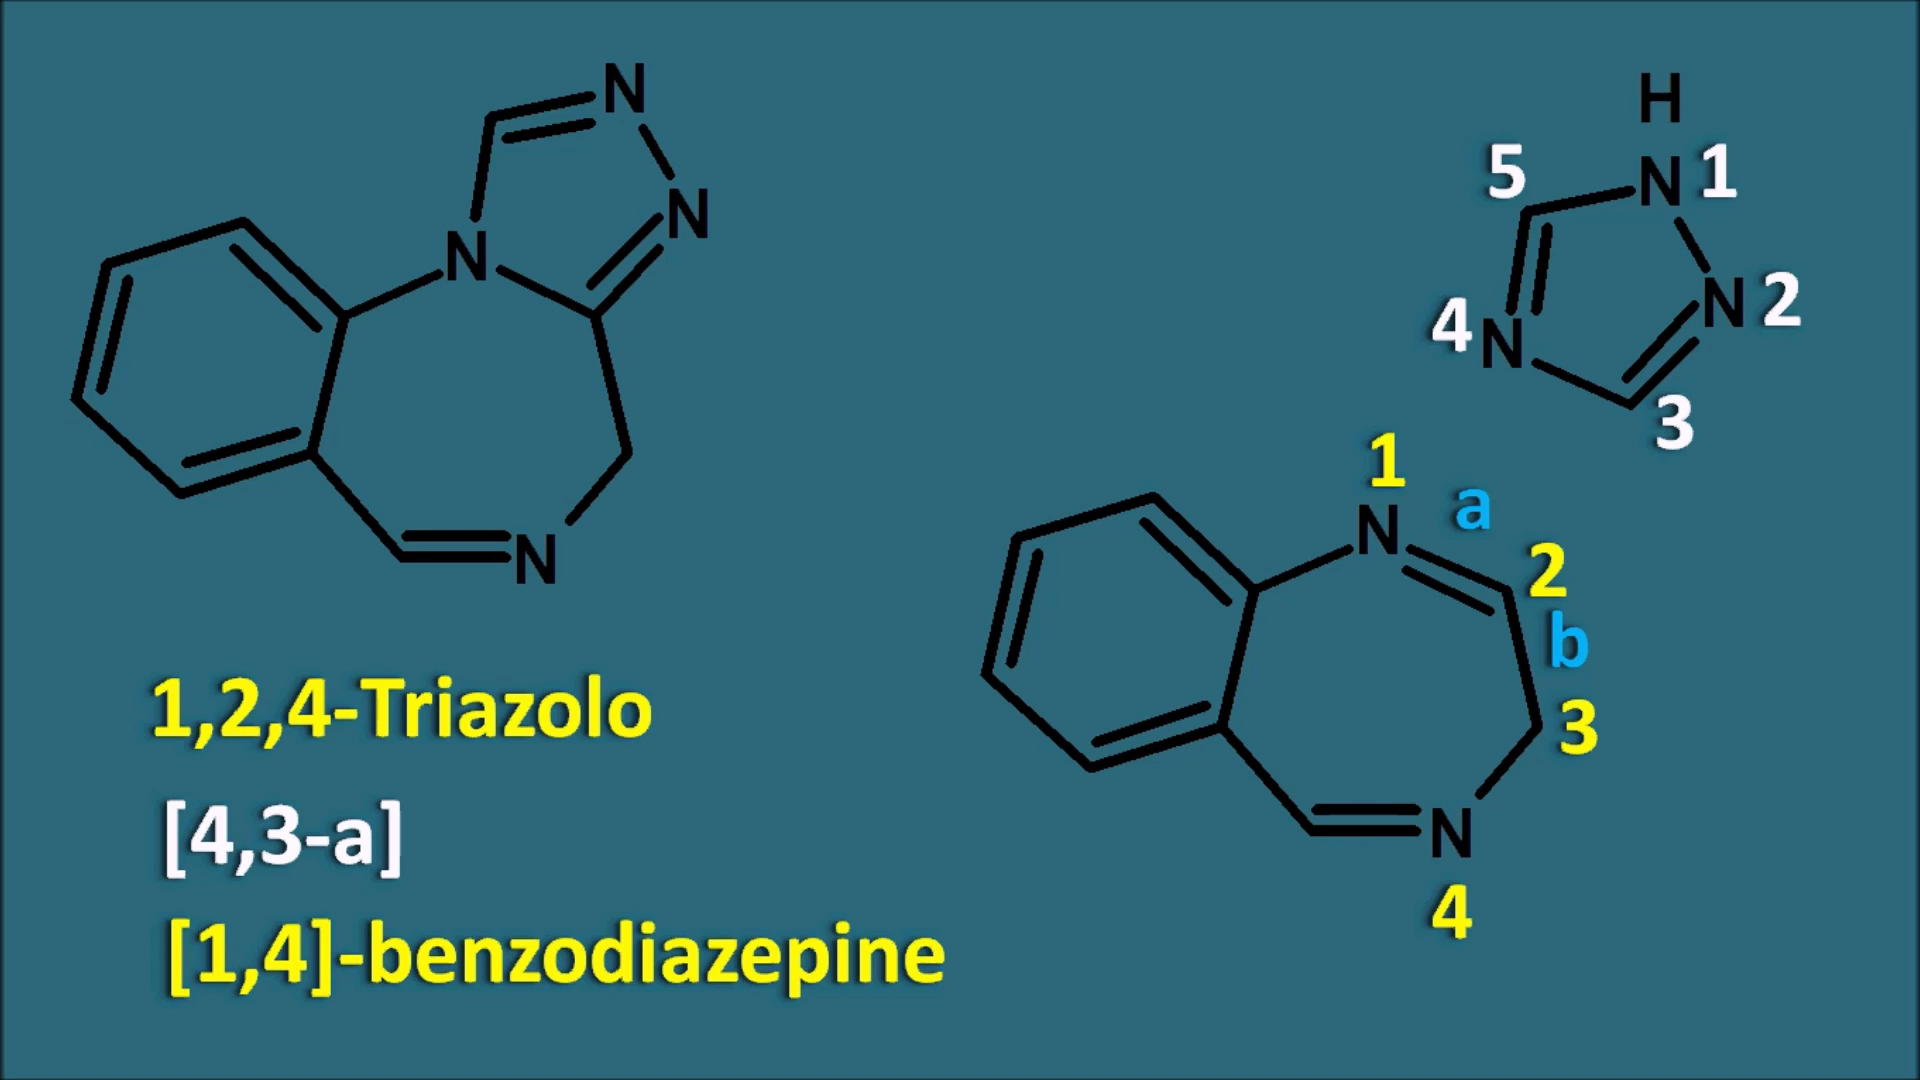 N
N
N
N
1,2,4-Triazolo
[4,3-a]
[1,4]-benzodiazepine
H
5
N 1
4 N
N 2
3
1
N
a
2
b
3
N
4